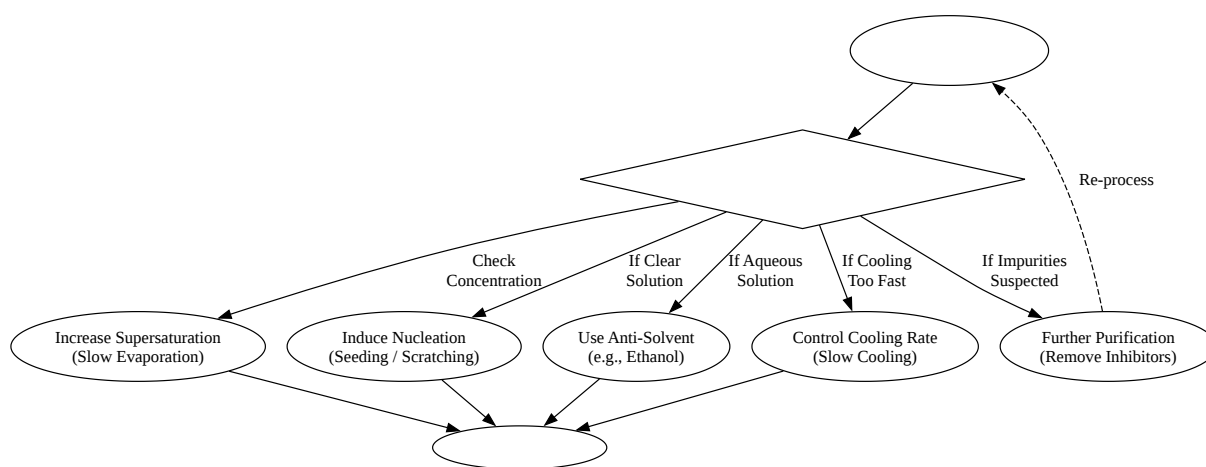 Re-process
Check
Concentration
If Clear
Solution
If Aqueous
Solution
If Cooling
Too Fast
If Impurities
Suspected
Increase Supersaturation
(Slow Evaporation)
Induce Nucleation
(Seeding / Scratching)
Use Anti-Solvent
(e.g., Ethanol)
Control Cooling Rate
(Slow Cooling)
Further Purification
(Remove Inhibitors)